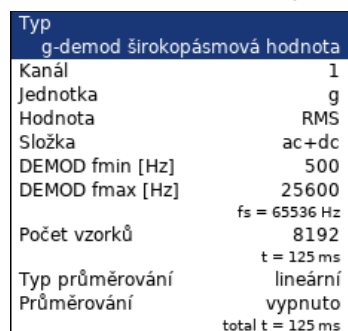 Typ
g-demod širokopásmová hodnota
Kanál 1
Jednotka g
Hodnota RMS
Složka ac+dc
DEMOD fmin [Hz] 500
DEMOD fmax [Hz] 25600
fs = 65536 Hz
Počet vzorků 8192
t = 125 ms
Typ průměrování lineární
Průměrování vypnuto
total t = 125 ms